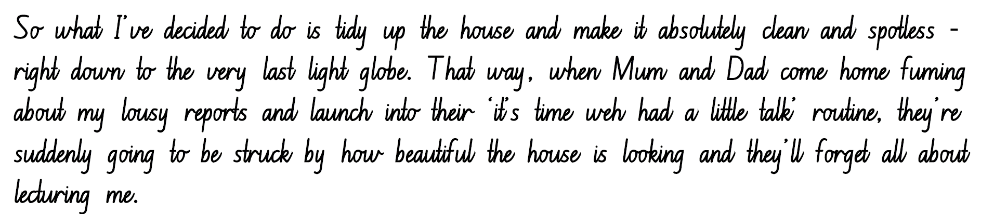 So what I've decided to do is tidy up the house and make it absolutely clean and spotless -
right down to the very last light globe. That way, when Mum and Dad come home fuming
about my lousy reports and launch into their 'it's time weh had a little talk' routine, they're
suddenly going to be struck by how beautiful the house is looking and they'll forget all about
lecturing me.